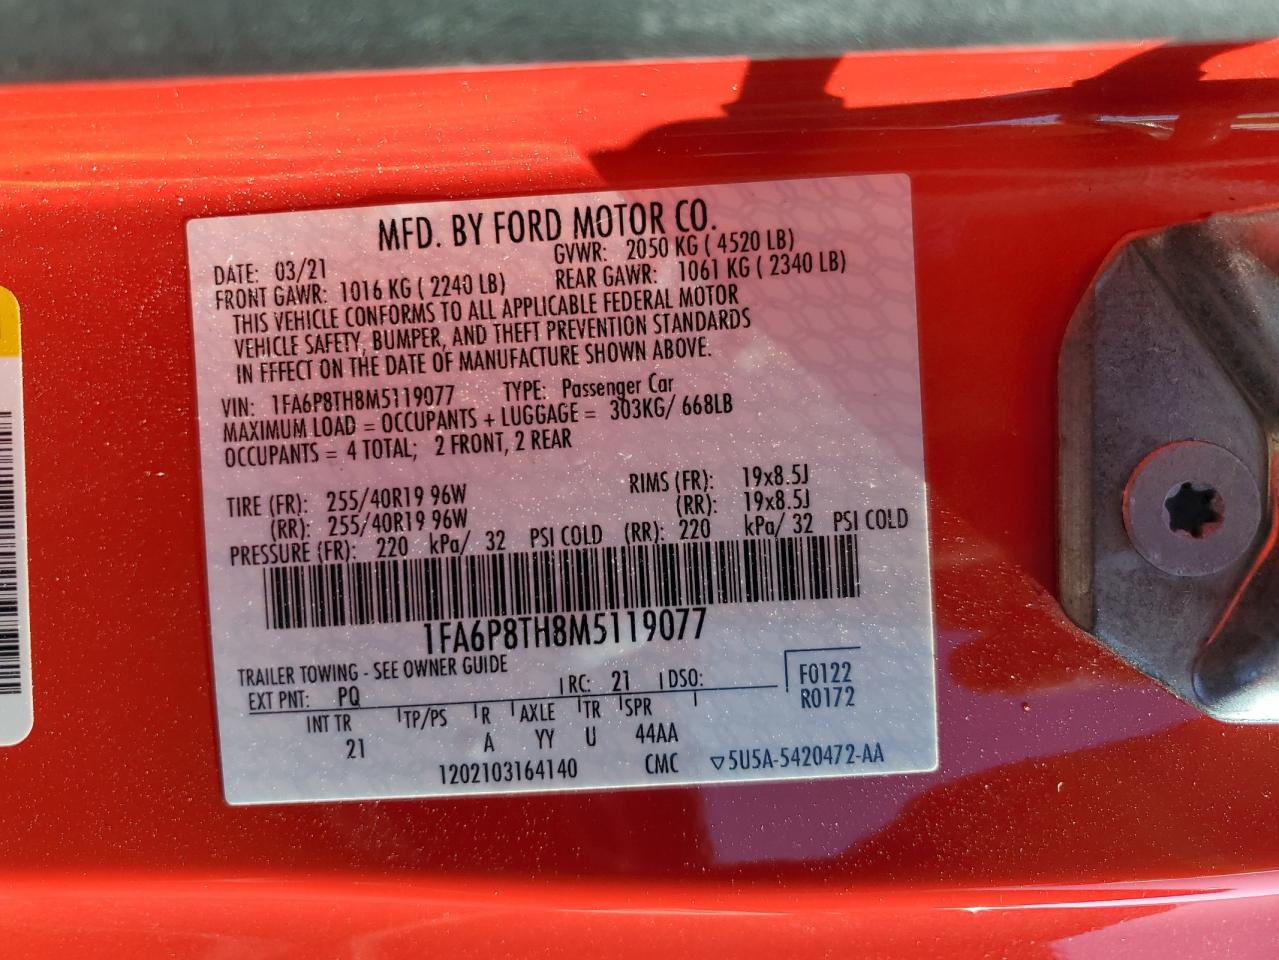 MFD. BY FORD MOTOR CO.
DATE: 03/21 GVWR: 2050 KG ( 4520 LB)
FRONT GAWR: 1016 KG ( 2240 LB) REAR GAWR: 1061 KG ( 2340 LB)
THIS VEHICLE CONFORMS TO ALL APPLICABLE FEDERAL MOTOR
VEHICLE SAFETY, BUMPER, AND THEFT PREVENTION STANDARDS
IN EFFECT ON THE DATE OF MANUFACTURE SHOWN ABOVE.
VIN: 1FA6P8TH8M5119077 TYPE: Passenger Car
MAXIMUM LOAD = OCCUPANTS + LUGGAGE = 303KG/ 668LB
OCCUPANTS = 4 TOTAL; 2 FRONT, 2 REAR
TIRE (FR): 255/40R19 96W RIMS (FR): 19x8.5J
(RR): 255/40R19 96W (RR): 19x8.5J
PRESSURE (FR): 220 kPa/ 32 PSI COLD (RR): 220 kPa/ 32 PSI COLD
1FA6P8TH8M5119077
TRAILER TOWING - SEE OWNER GUIDE
EXT PNT: PQ RC: 21 DSO: F0122
R0172
INT TR TP/PS R AXLE TR SPR
21 A YY U 44AA
1202103164140 CMC ▽5U5A-5420472-AA